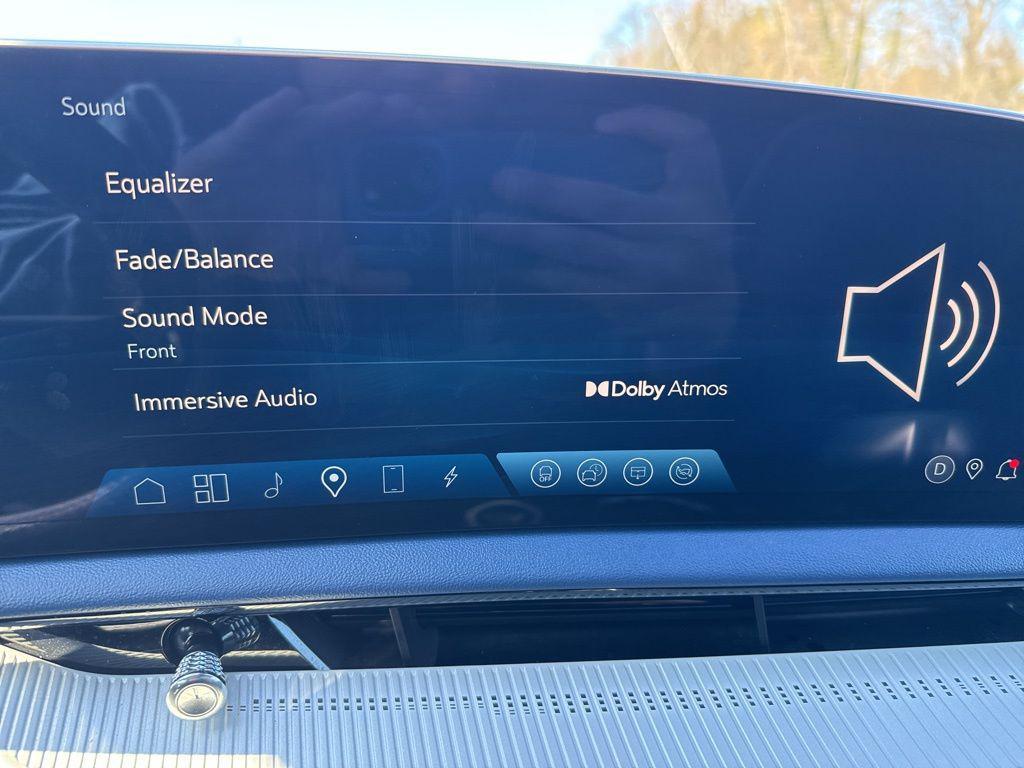 Sound
Equalizer
Fade/Balance
Sound Mode
Front
Immersive Audio
Dolby Atmos
OFF
D